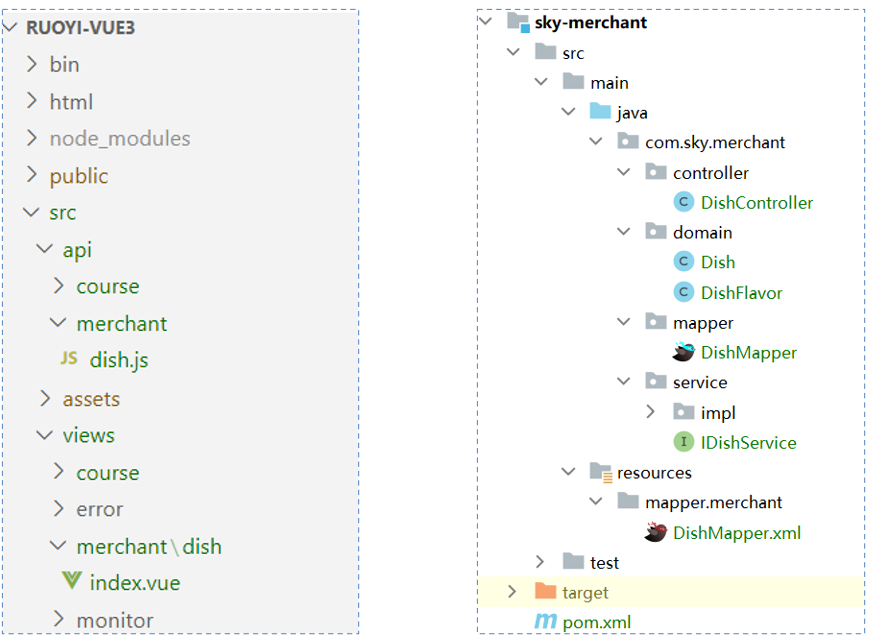 RUOYI-VUE3
bin
html
node_modules
public
src
api
course
merchant
JS dish.js
assets
views
course
error
merchant\dish
index.vue
monitor
sky-merchant
src
main
java
com.sky.merchant
controller
C DishController
domain
C Dish
C DishFlavor
mapper
DishMapper
service
impl
I IDishService
resources
mapper.merchant
DishMapper.xml
test
target
m pom.xml